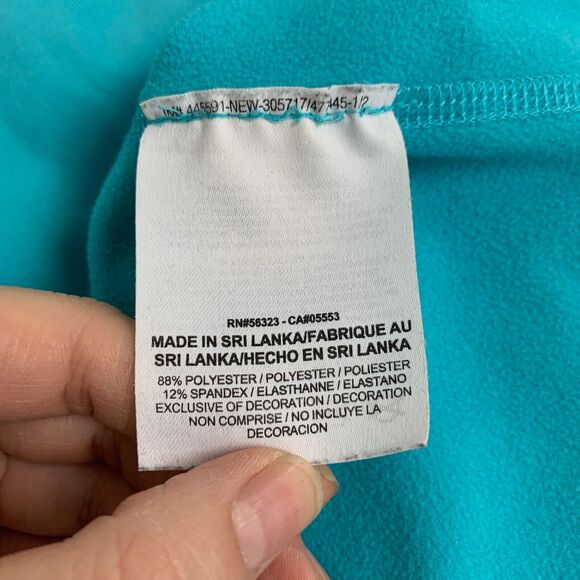 445591-NEW-305717/477345-1/2
RN#56323 - CA#05553
MADE IN SRI LANKA/FABRIQUE AU
SRI LANKA/HECHO EN SRI LANKA
88% POLYESTER / POLYESTER / POLIESTER
12% SPANDEX / ELASTHANNE / ELASTANO
EXCLUSIVE OF DECORATION / DECORATION
NON COMPRISE / NO INCLUYE LA
DECORACION